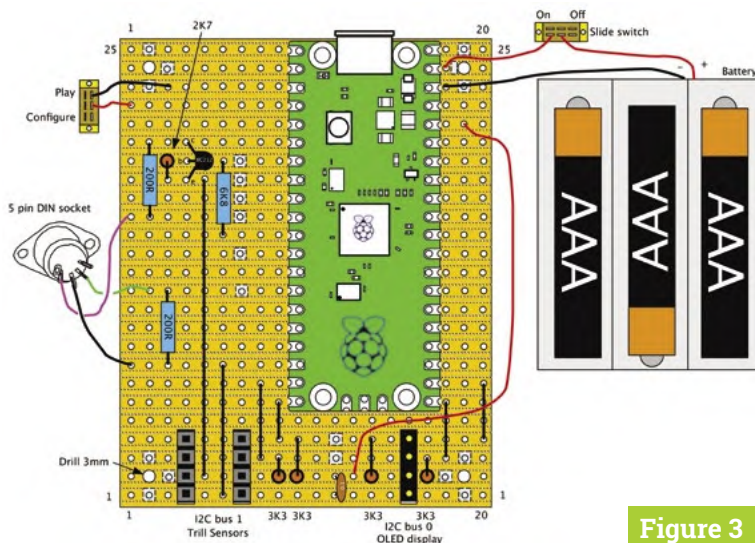 1
2K7
20
On Off
Slide switch
25
25
Play
Configure
- +
Battery
200R
6K8
5 pin DIN socket
200R
AAA
AAA
AAA
Drill 3mm
1
1
1
I2C bus 1
Trill Sensors
3K3 3K3
3K3
I2C bus 0
OLED display
3K3
20
Figure 3